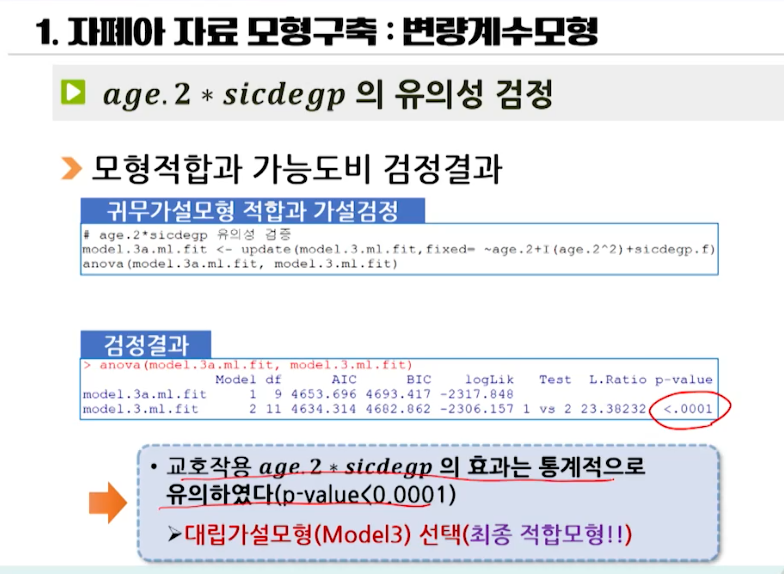 1. 자폐아 자료 모형구축 : 변량계수모형
age.2 * sicdegp 의 유의성 검정
모형적합과 가능도비 검정결과
귀무가설모형 적합과 가설검정
# age.2*sicdegp 유의성 검증
model.3a.ml.fit <- update(model.3.ml.fit,fixed= ~age.2+I(age.2^2)+sicdegp.f)
anova(model.3a.ml.fit, model.3.ml.fit)
검정결과
> anova(model.3a.ml.fit, model.3.ml.fit)
Model df AIC BIC logLik Test L.Ratio p-value
model.3a.ml.fit 1 9 4653.696 4693.417 -2317.848
model.3.ml.fit 2 11 4634.314 4682.862 -2306.157 1 vs 2 23.38232 <.0001
• 교호작용 age.2 * sicdegp 의 효과는 통계적으로
유의하였다(p-value<0.0001)
➢대립가설모형(Model3) 선택(최종 적합모형!!)